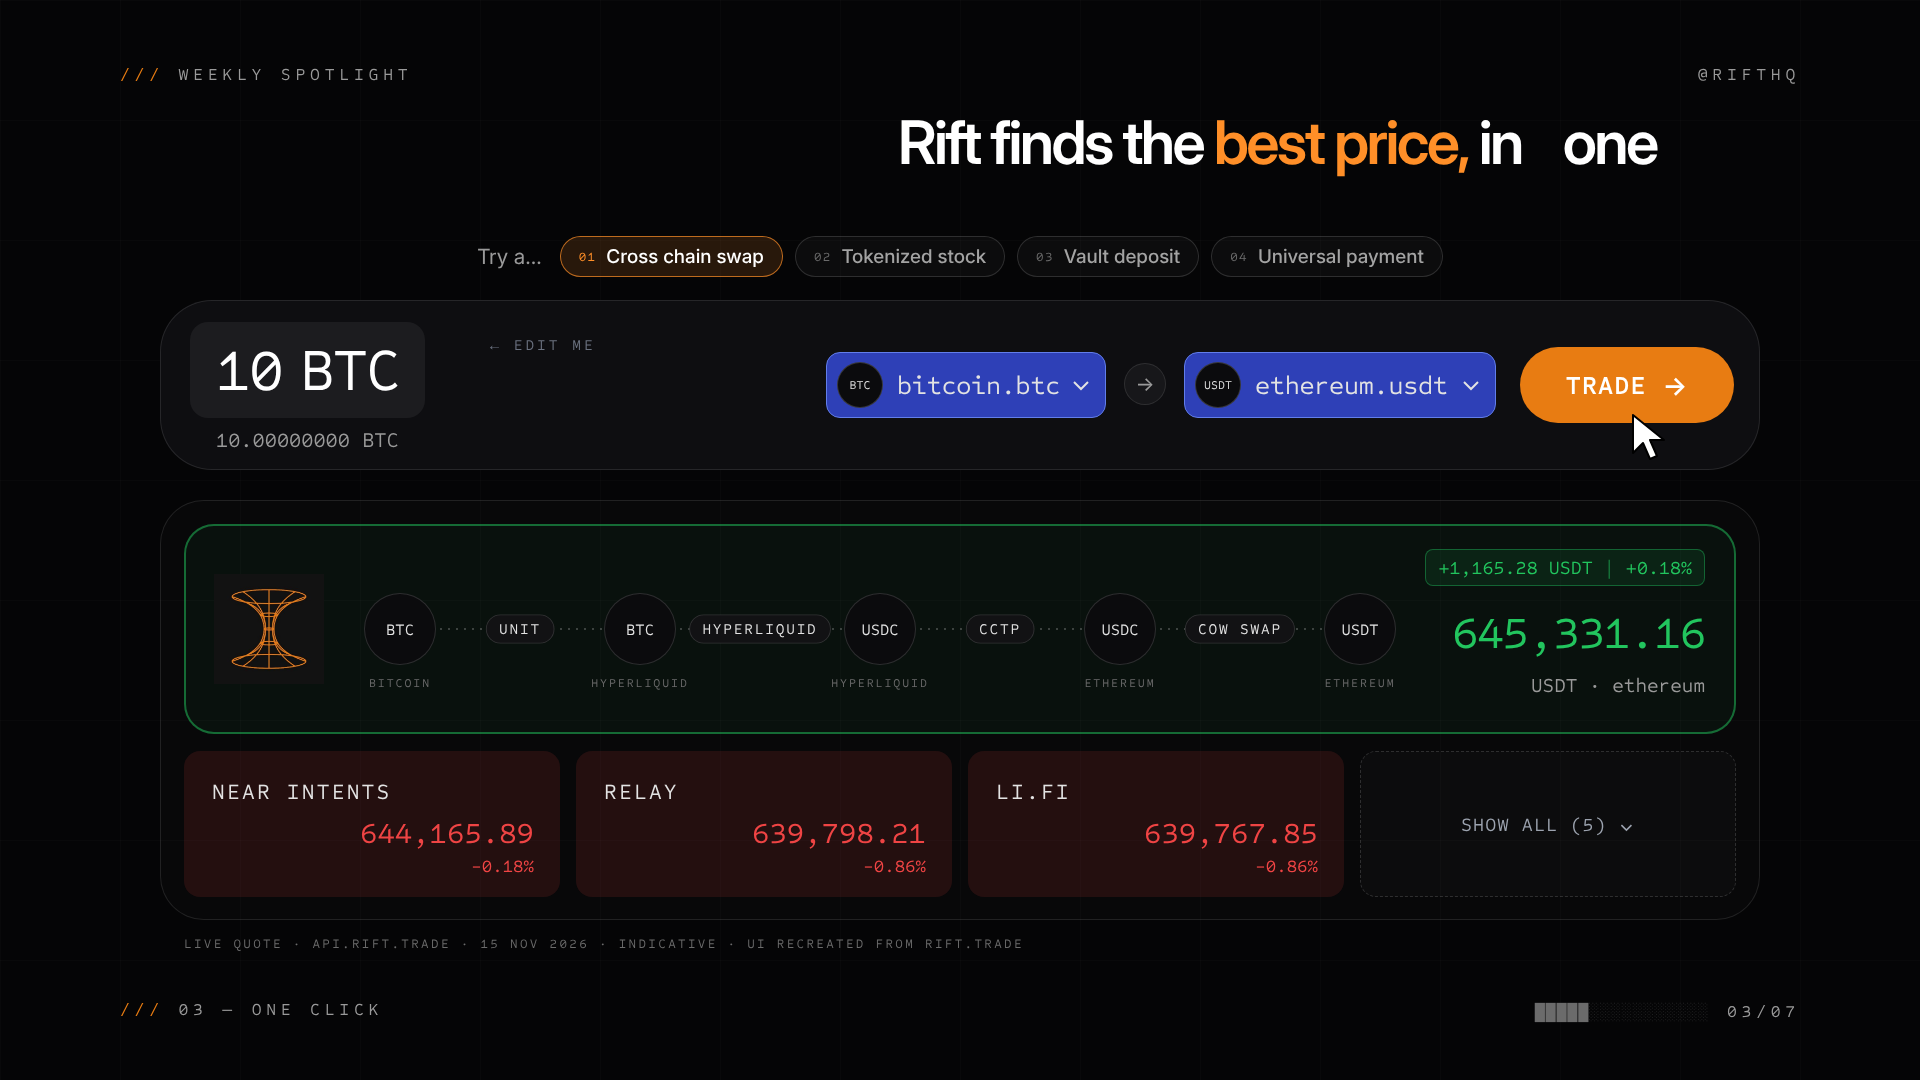 /// WEEKLY SPOTLIGHT
@RIFTHQ
Rift finds the best price, in one
Try a...
01 Cross chain swap
02 Tokenized stock
03 Vault deposit
04 Universal payment
10 BTC
← EDIT ME
10.00000000 BTC
BTC bitcoin.btc
→
USDT ethereum.usdt
TRADE →
+1,165.28 USDT | +0.18%
BTC UNIT BTC HYPERLIQUID USDC CCTP USDC COW SWAP USDT
645,331.16
BITCOIN HYPERLIQUID HYPERLIQUID ETHEREUM ETHEREUM
USDT · ethereum
NEAR INTENTS
644,165.89
-0.18%
RELAY
639,798.21
-0.86%
LI.FI
639,767.85
-0.86%
SHOW ALL (5)
LIVE QUOTE · API.RIFT.TRADE · 15 NOV 2026 · INDICATIVE · UI RECREATED FROM RIFT.TRADE
/// 03 — ONE CLICK
03/07